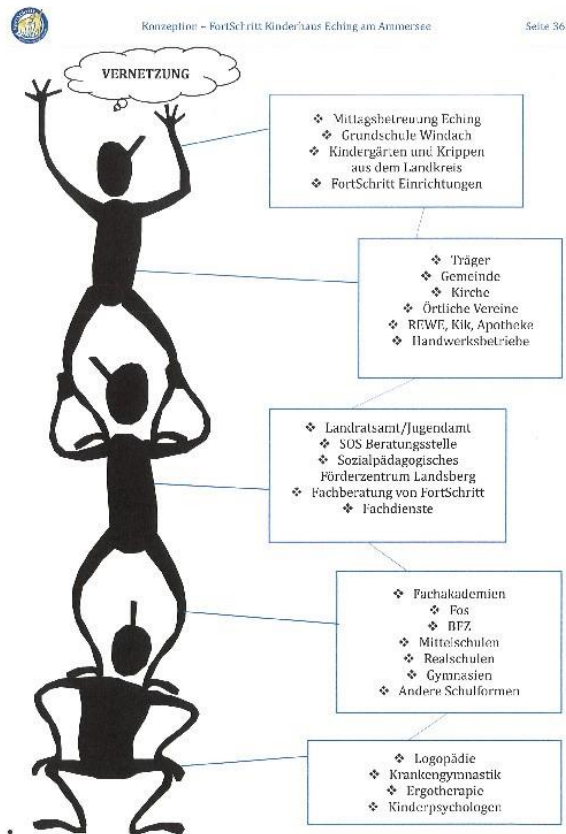 Konzeption – FortSchritt Kinderhaus Eching am Ammersee
Seite 36
VERNETZUNG
❖ Mittagsbetreuung Eching
❖ Grundschule Windach
❖ Kindergärten und Krippen
aus dem Landkreis
❖ FortSchritt Einrichtungen
❖ Träger
❖ Gemeinde
❖ Kirche
❖ Örtliche Vereine
❖ REWE, Kik, Apotheke
❖ Handwerksbetriebe
❖ Landratsamt/Jugendamt
❖ SOS Beratungsstelle
❖ Sozialpädagogisches
Förderzentrum Landsberg
❖ Fachberatung von FortSchritt
❖ Fachdienste
❖ Fachakademien
❖ Fos
❖ BFZ
❖ Mittelschulen
❖ Realschulen
❖ Gymnasien
❖ Andere Schulformen
❖ Logopädie
❖ Krankengymnastik
❖ Ergotherapie
❖ Kinderpsychologen